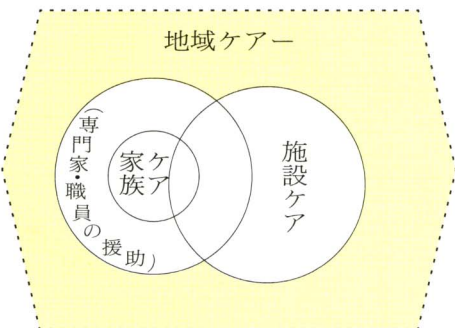 地域ケアー
(専門家・職員の援助)
家族
ケア
施設ケア